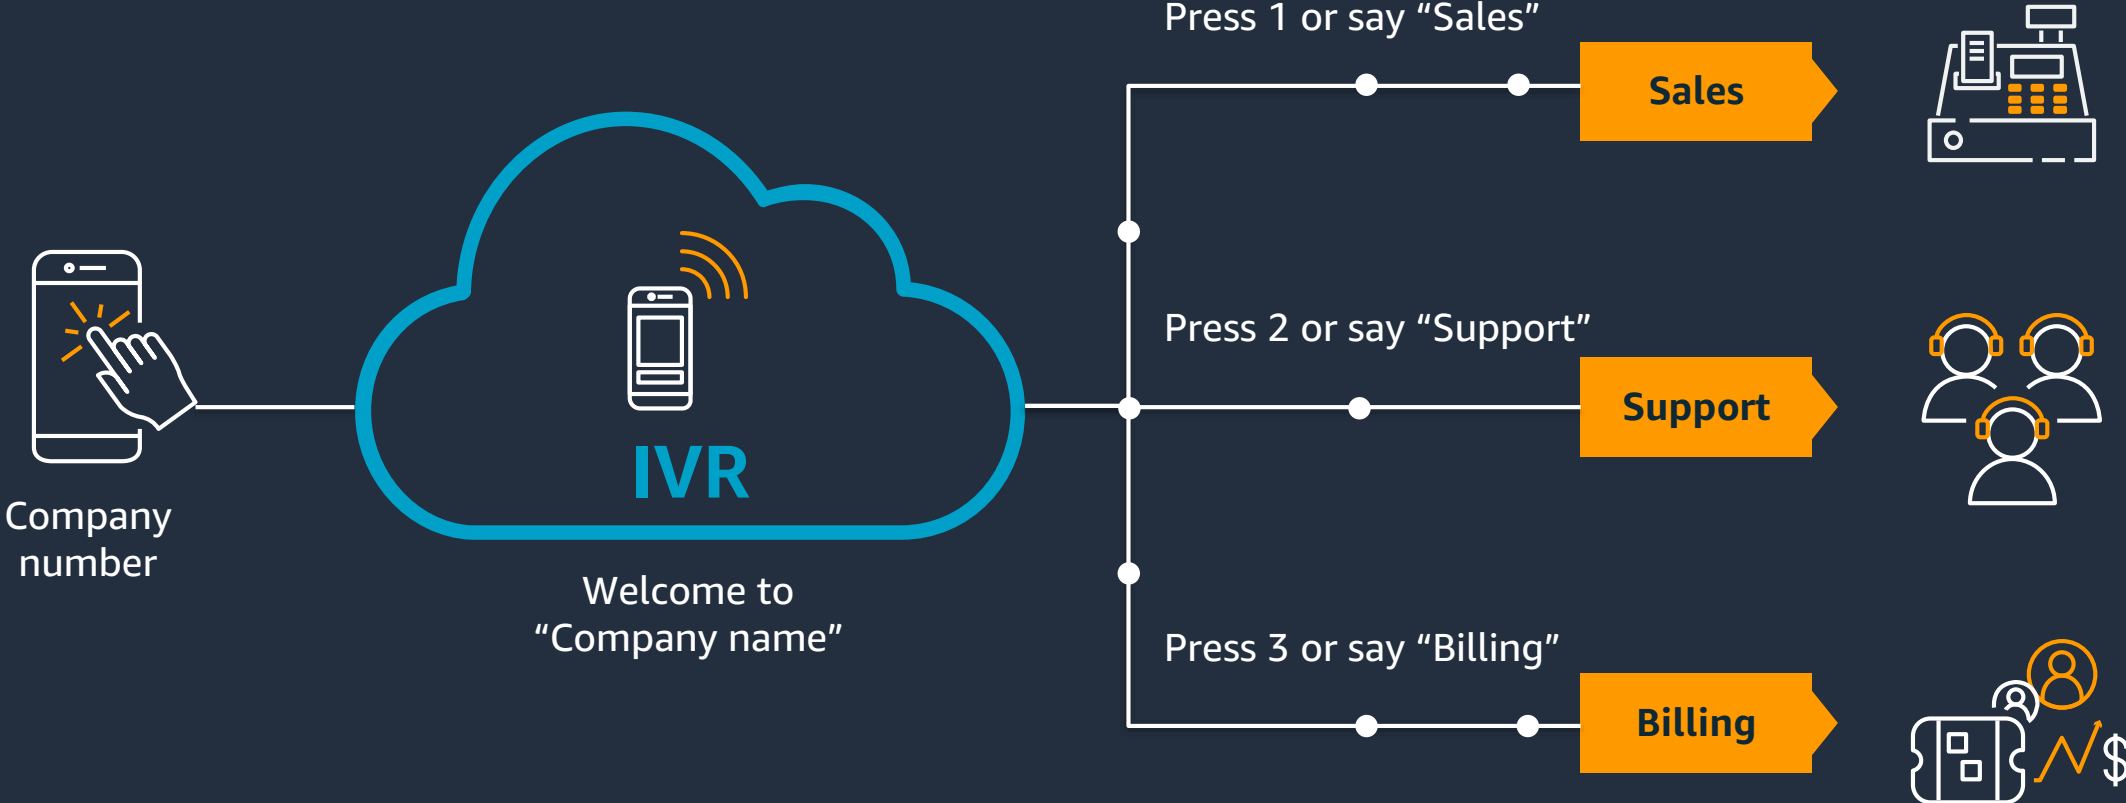 Press 1 or say “Sales”
Sales
Press 2 or say “Support”
Support
IVR
Company
number
Welcome to
“Company name”
Press 3 or say “Billing”
Billing
$